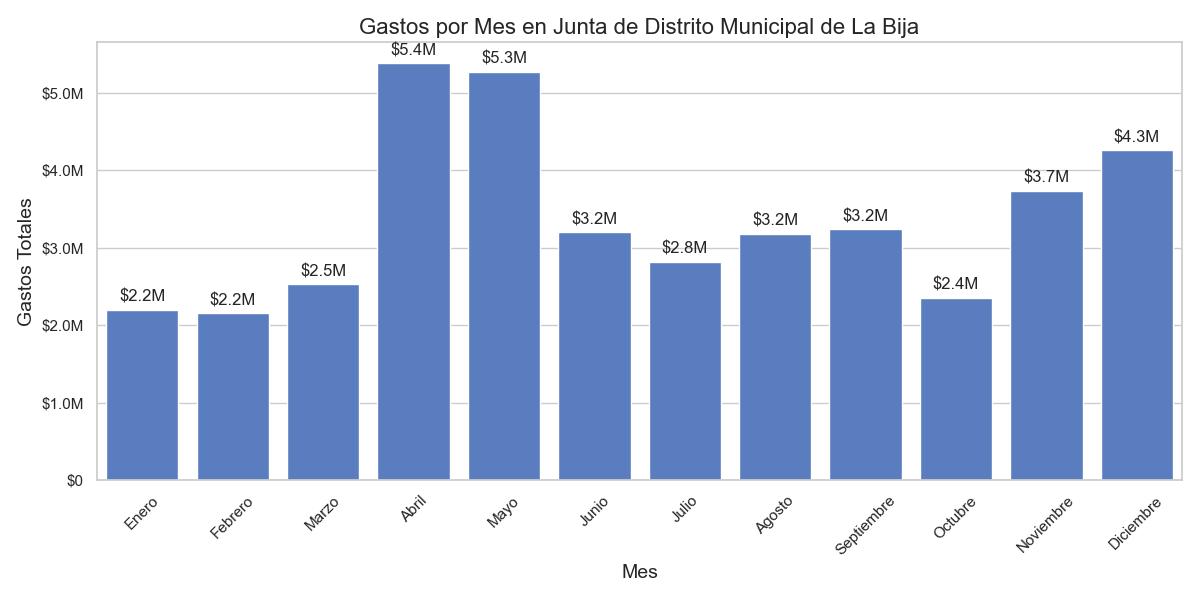 Gastos por Mes en Junta de Distrito Municipal de La Bija
Gastos Totales
$5.0M
$4.0M
$3.0M
$2.0M
$1.0M
$0
$2.2M
$2.2M
$2.5M
$5.4M
$5.3M
$3.2M
$2.8M
$3.2M
$3.2M
$2.4M
$3.7M
$4.3M
Enero
Febrero
Marzo
Abril
Mayo
Junio
Julio
Agosto
Septiembre
Octubre
Noviembre
Diciembre
Mes